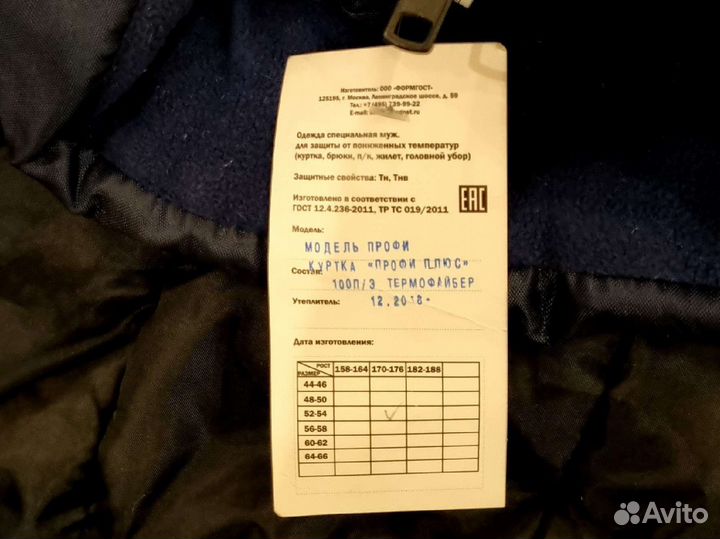 Изготовитель: ООО «ФОРМГОСТ»
125195, г. Москва, Ленинградское шоссе, д. 59
Тел.: +7(495) 739-99-22
E-mail:
Одежда специальная муж.
для защиты от пониженных температур
(куртка, брюки, п/к, жилет, головной убор)
Защитные свойства: Тн, Тнв
Изготовлено в соответствии с
ГОСТ 12.4.236-2011, ТР ТС 019/2011
EAC
Модель:
МОДЕЛЬ ПРОФИ
КУРТКА «ПРОФИ ПЛЮС»
Состав:
100П/Э ТЕРМОФАЙБЕР
Утеплитель: 12.2018-
Дата изготовления:
РОСТ 158-164 170-176 182-188
РАЗМЕР
44-46
48-50
52-54
56-58
60-62
64-66
Avito